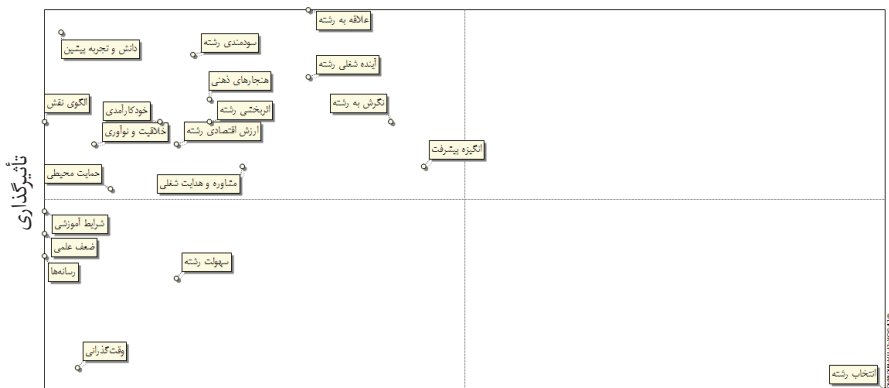 علاقه به رشته
سودمندی رشته
دانش و تجربه پیشین
آینده شغلی رشته
هنجارهای ذهنی
نگرش به رشته
اثربخشی رشته
خودکارآمدی
الگوی نقش
ارزش اقتصادی رشته
خلاقیت و نوآوری
انگیزه پیشرفت
مشاوره و هدایت شغلی
حمایت محیطی
تأثیرگذاری
شرایط آموزشی
ضعف علمی
سهولت رشته
رسانه‌ها
وقت‌گذرانی
انتخاب رشته